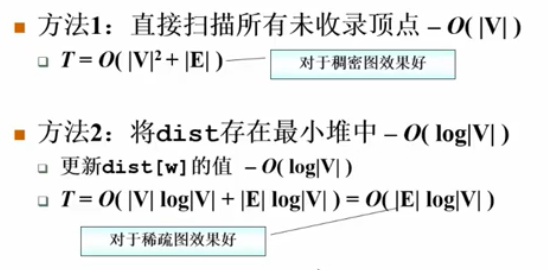 方法1：直接扫描所有未收录顶点 – O( |V| )
T = O( |V|² + |E| )
对于稠密图效果好
方法2：将dist存在最小堆中 – O( log|V| )
更新dist[w]的值 – O( log|V| )
T = O( |V| log|V| + |E| log|V| ) = O( |E| log|V| )
对于稀疏图效果好